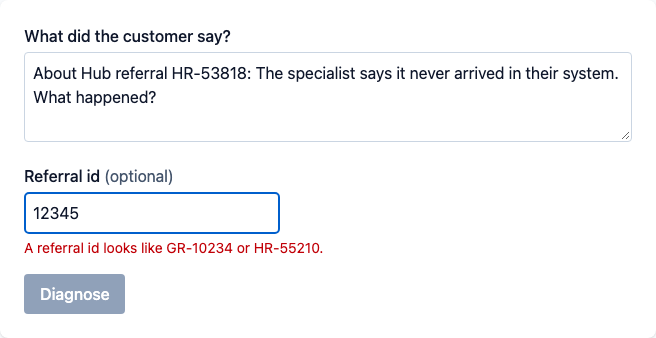 What did the customer say?
About Hub referral HR-53818: The specialist says it never arrived in their system.
What happened?
Referral id (optional)
12345
A referral id looks like GR-10234 or HR-55210.
Diagnose